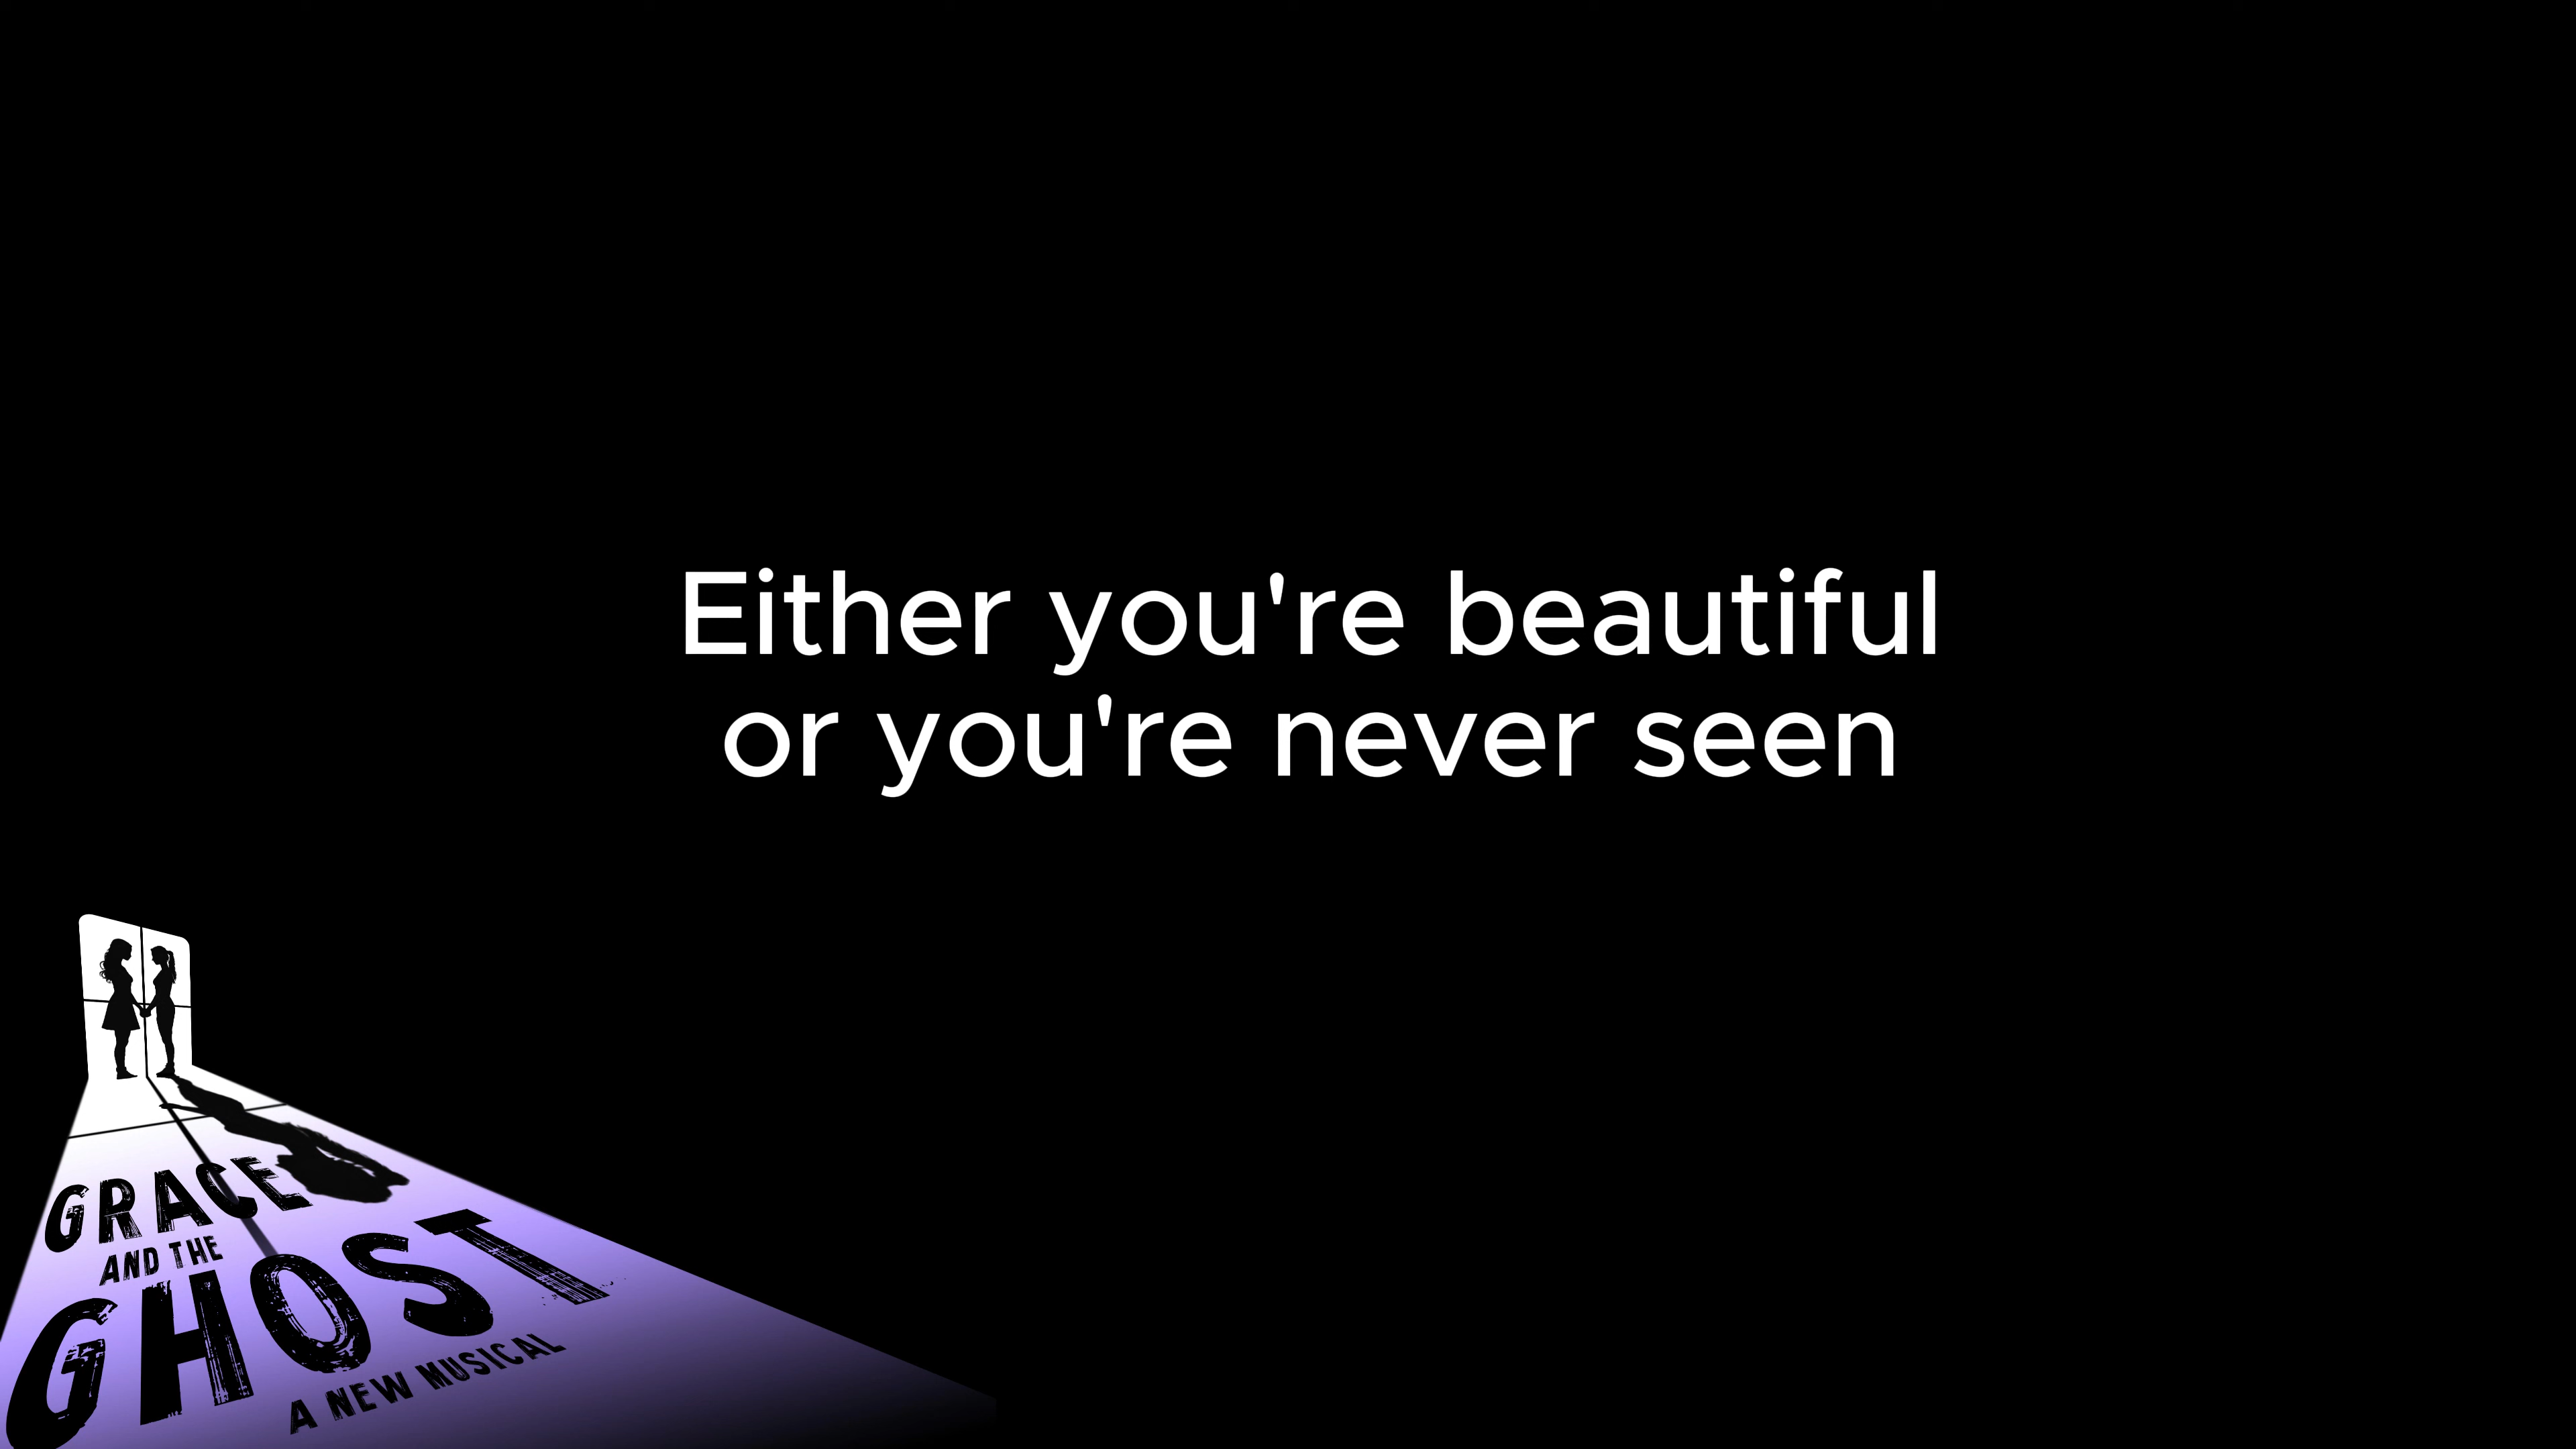 Either you're beautiful
or you're never seen
GRACE
AND THE
GHOST
A NEW MUSICAL